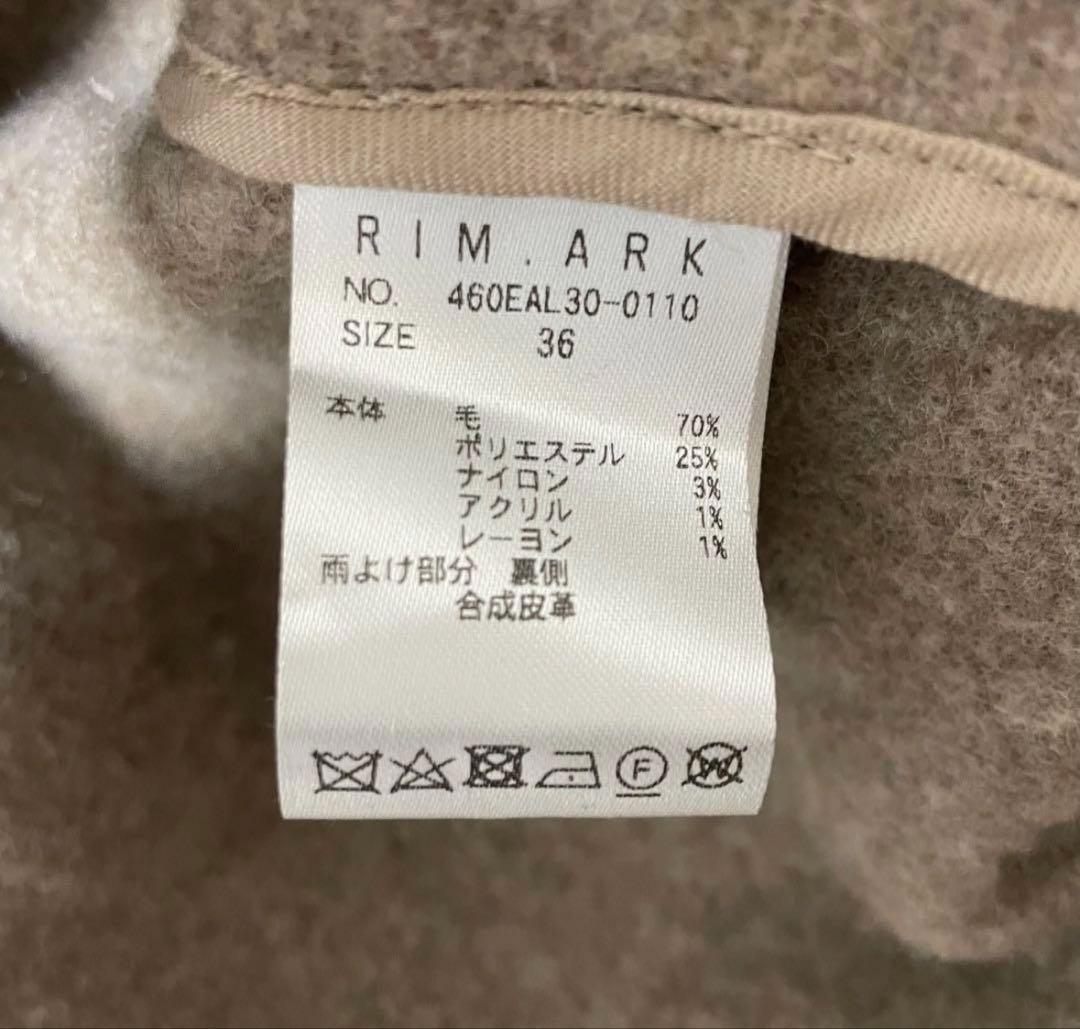 RIM.ARK
NO. 460EAL30-0110
SIZE 36
本体 毛 70%
ポリエステル 25%
ナイロン 3%
アクリル 1%
レーヨン 1%
雨よけ部分 裏側
合成皮革
F W